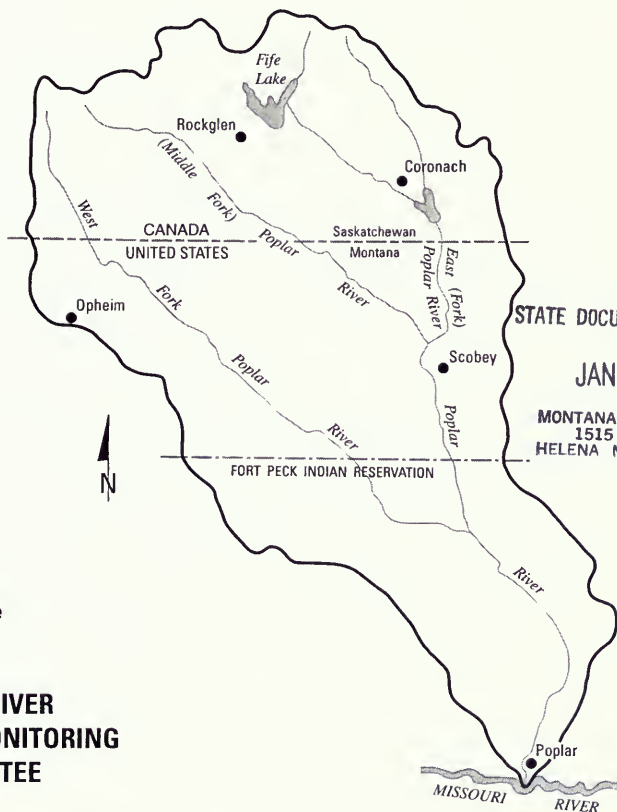 Fife
Lake
Rockglen
Coronach
(Middle
Fork)
Poplar
River
West
Fork
Poplar
River
CANADA
UNITED STATES
Saskatchewan
Montana
East (Fork)
Poplar River
Opheim
Scobey
Poplar
STATE DOCU
JAN
MONTANA
1515
HELENA
N
FORT PECK INDIAN RESERVATION
River
IVER
ONITORING
TEE
Poplar
MISSOURI RIVER